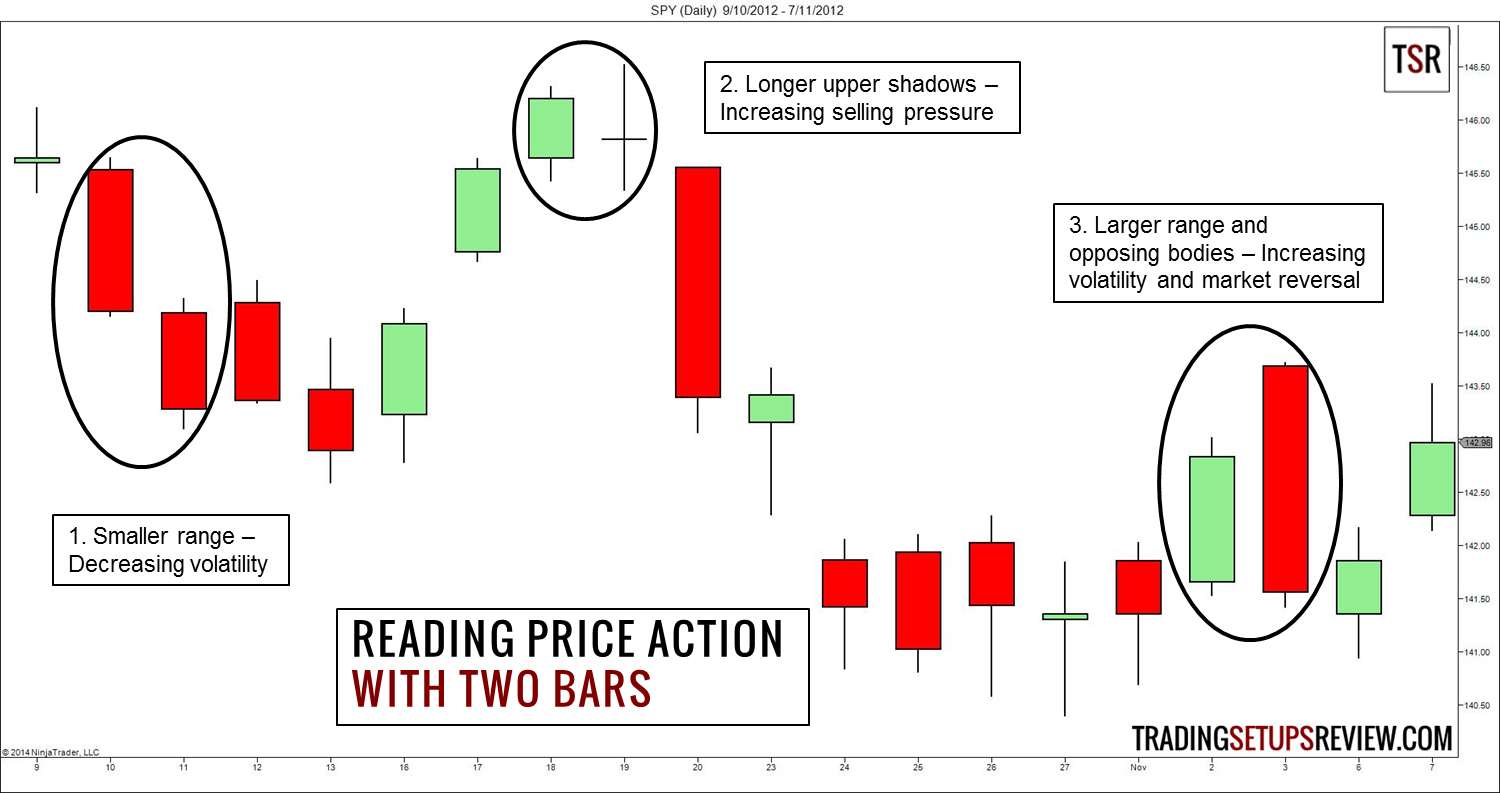 SPY (Daily) 9/10/2012 - 7/11/2012
TSR
2. Longer upper shadows –
Increasing selling pressure
3. Larger range and
opposing bodies – Increasing
volatility and market reversal
1. Smaller range –
Decreasing volatility
READING PRICE ACTION
WITH TWO BARS
146.50
146.00
145.50
145.00
144.50
144.00
143.50
142.96
142.50
142.00
141.50
141.00
140.50
TRADINGSETUPSREVIEW.COM
© 2014 NinjaTrader, LLC
9 10 11 12 13 16 17 18 19 20 23 24 25 26 27 Nov 2 3 6 7